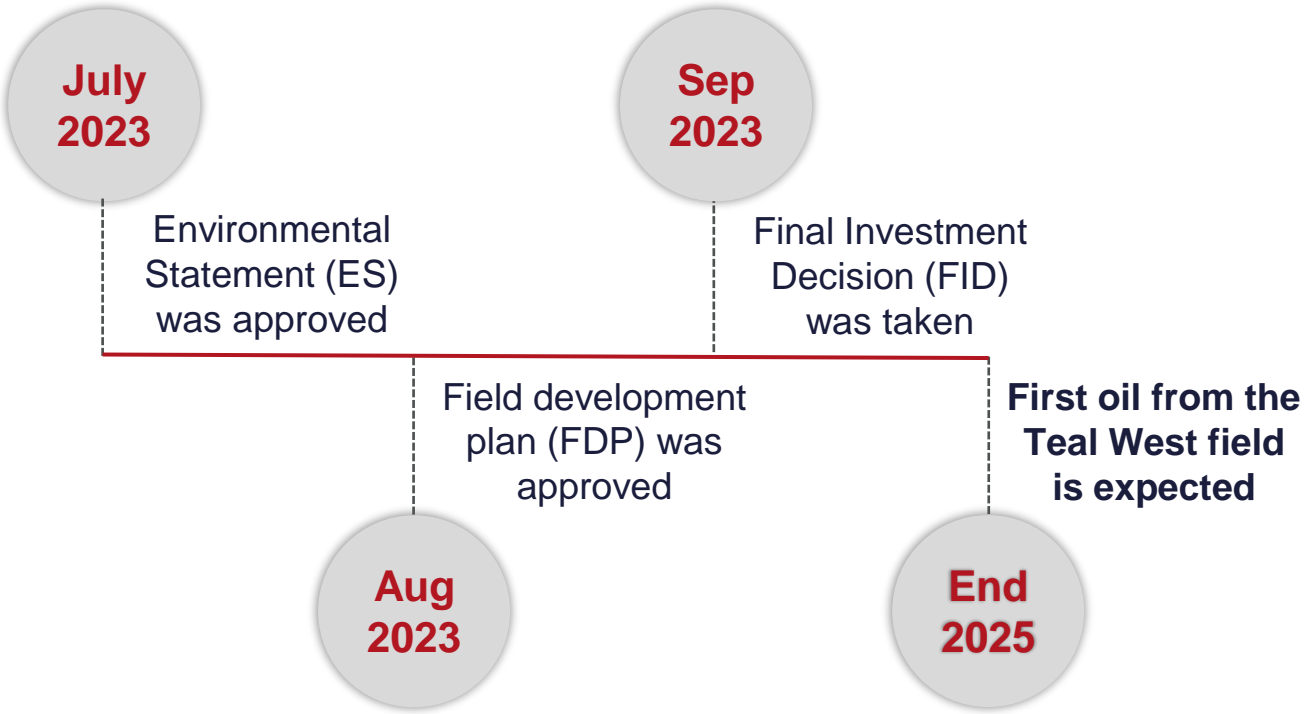 July
2023
Environmental
Statement (ES)
was approved
Aug
2023
Field development
plan (FDP) was
approved
Sep
2023
Final Investment
Decision (FID)
was taken
End
2025
First oil from the
Teal West field
is expected